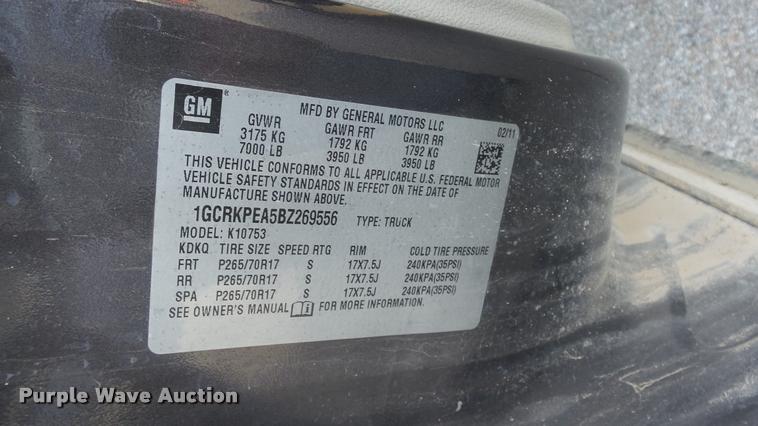 GM®
MFD BY GENERAL MOTORS LLC
02/11
GVWR GAWR FRT GAWR RR
3175 KG 1792 KG 1792 KG
7000 LB 3950 LB 3950 LB
THIS VEHICLE CONFORMS TO ALL APPLICABLE U.S. FEDERAL MOTOR
VEHICLE SAFETY STANDARDS IN EFFECT ON THE DATE OF
MANUFACTURE SHOWN ABOVE.
1GCRKPEA5BZ269556 TYPE: TRUCK
MODEL: K10753
KDKQ TIRE SIZE SPEED RTG RIM COLD TIRE PRESSURE
FRT P265/70R17 S 17X7.5J 240KPA(35PSI)
RR P265/70R17 S 17X7.5J 240KPA(35PSI)
SPA P265/70R17 S 17X7.5J 240KPA(35PSI)
SEE OWNER'S MANUAL FOR MORE INFORMATION.
Purple Wave Auction